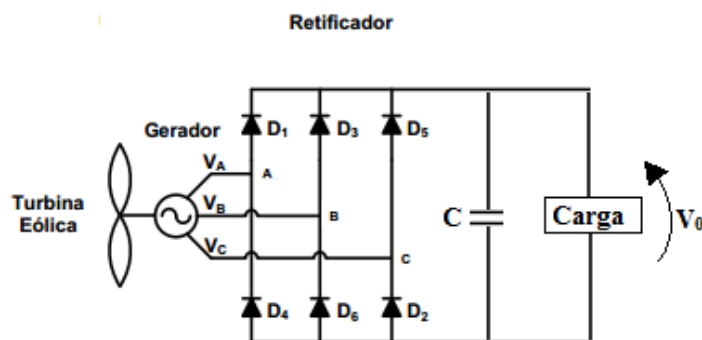 Retificador
Gerador
D1
D3
D5
VA
A
Turbina
Eólica
VB
B
C
Carga
V0
VC
C
D4
D6
D2